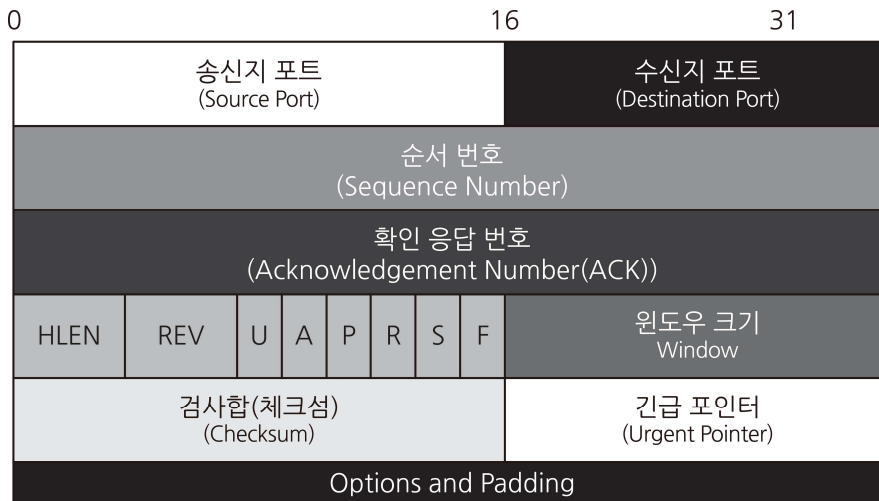 0 16 31
송신지 포트 수신지 포트
(Source Port) (Destination Port)
순서 번호
(Sequence Number)
확인 응답 번호
(Acknowledgement Number(ACK))
HLEN REV U A P R S F 윈도우 크기
Window
검사합(체크섬) 긴급 포인터
(Checksum) (Urgent Pointer)
Options and Padding